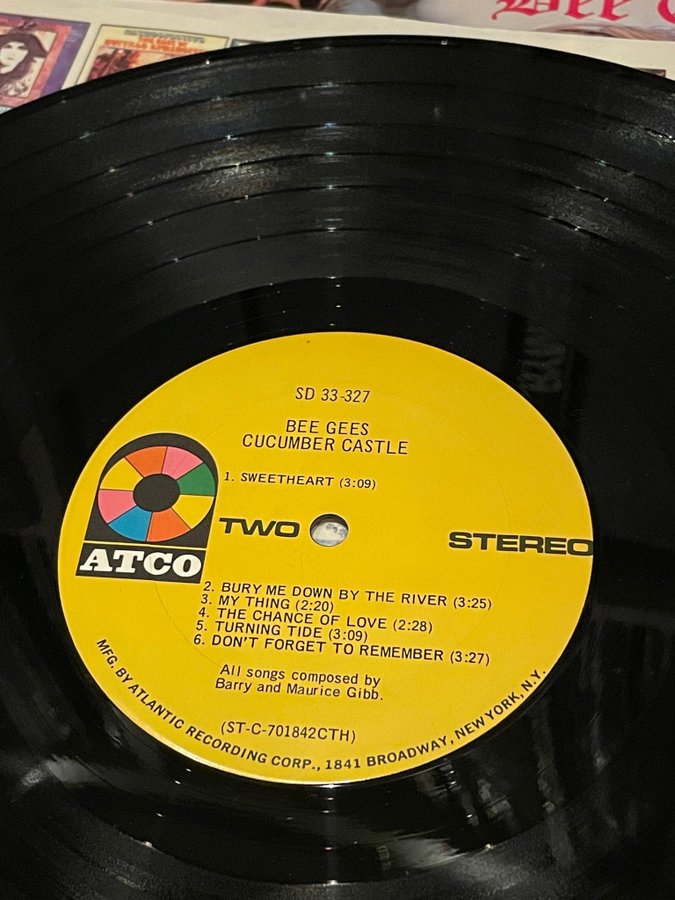 SD 33-327
BEE GEES
CUCUMBER CASTLE
1. SWEETHEART (3:09)
TWO
STEREO
ATCO
2. BURY ME DOWN BY THE RIVER (3:25)
3. MY THING (2:20)
4. THE CHANCE OF LOVE (2:28)
5. TURNING TIDE (3:09)
6. DON'T FORGET TO REMEMBER (3:27)
All songs composed by
Barry and Maurice Gibb.
(ST-C-701842CTH)
MFG. BY ATLANTIC RECORDING CORP., 1841 BROADWAY, NEW YORK, N.Y.